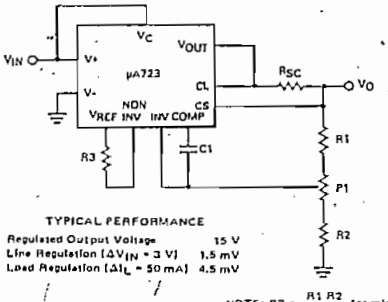 VC
VIN
V+
VOUT
µA723
RSC
VO
CL
V-
CS
NON
VREF INV INV COMP
R3
C1
R1
P1
R2
TYPICAL PERFORMANCE
Regulated Output Voltage 15 V
Line Regulation (ΔVIN = 3 V) 1.5 mV
Load Regulation (ΔIL = 50 mA) 4.5 mV
R1 R2